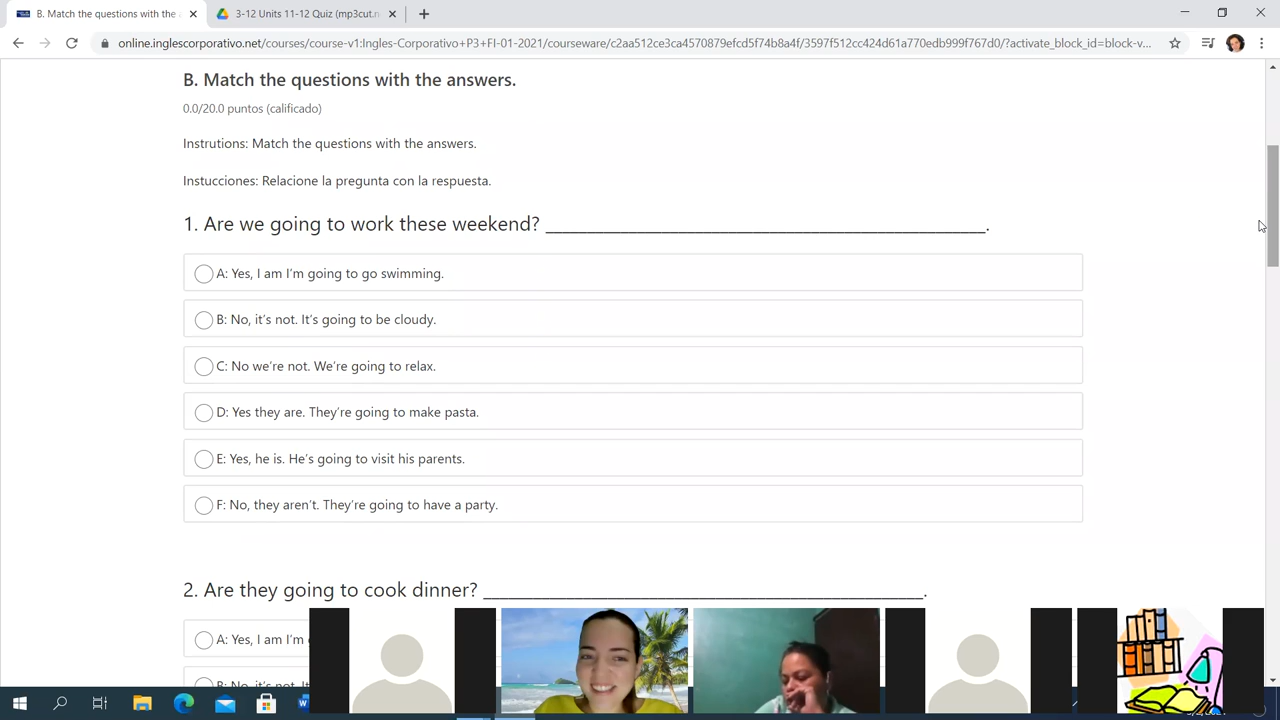 B. Match the questions with the
3-12 Units 11-12 Quiz (mp3cut.n
online.inglescorporativo.net/courses/course-v1:Ingles-Corporativo+P3+FI-01-2021/courseware/c2aa512ce3ca4570879efcd5f74b8a4f/3597f512cc424d61a770edb999f767d0/?activate_block_id=block-v...
B. Match the questions with the answers.
0.0/20.0 puntos (calificado)
Instrutions: Match the questions with the answers.
Instucciones: Relacione la pregunta con la respuesta.
1. Are we going to work these weekend? ______________________________________________.
A: Yes, I am I’m going to go swimming.
B: No, it’s not. It’s going to be cloudy.
C: No we’re not. We’re going to relax.
D: Yes they are. They’re going to make pasta.
E: Yes, he is. He’s going to visit his parents.
F: No, they aren’t. They’re going to have a party.
2. Are they going to cook dinner? ______________________________________________.
A: Yes, I am I’m
B: No, it’s not. It